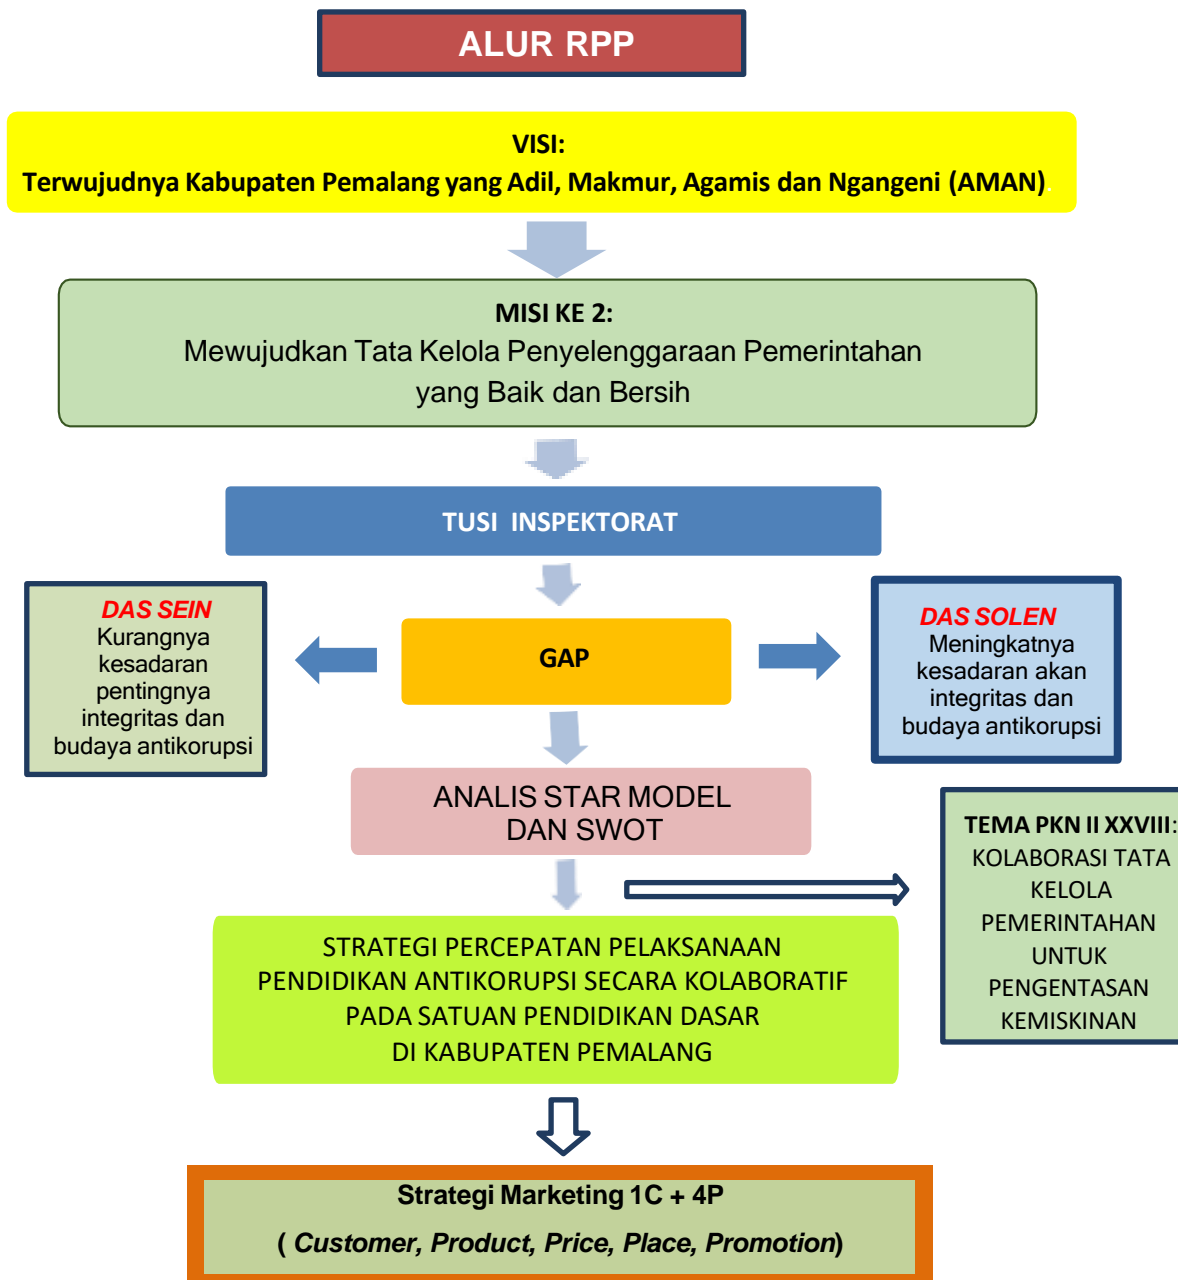 ALUR RPP
VISI:
Terwujudnya Kabupaten Pemalang yang Adil, Makmur, Agamis dan Ngangeni (AMAN).
MISI KE 2:
Mewujudkan Tata Kelola Penyelenggaraan Pemerintahan
yang Baik dan Bersih
TUSI INSPEKTORAT
DAS SEIN
Kurangnya
kesadaran
pentingnya
integritas dan
budaya antikorupsi
GAP
DAS SOLEN
Meningkatnya
kesadaran akan
integritas dan
budaya antikorupsi
ANALIS STAR MODEL
DAN SWOT
TEMA PKN II XXVIII:
KOLABORASI TATA
KELOLA
PEMERINTAHAN
UNTUK
PENGENTASAN
KEMISKINAN
STRATEGI PERCEPATAN PELAKSANAAN
PENDIDIKAN ANTIKORUPSI SECARA KOLABORATIF
PADA SATUAN PENDIDIKAN DASAR
DI KABUPATEN PEMALANG
Strategi Marketing 1C + 4P
( Customer, Product, Price, Place, Promotion)